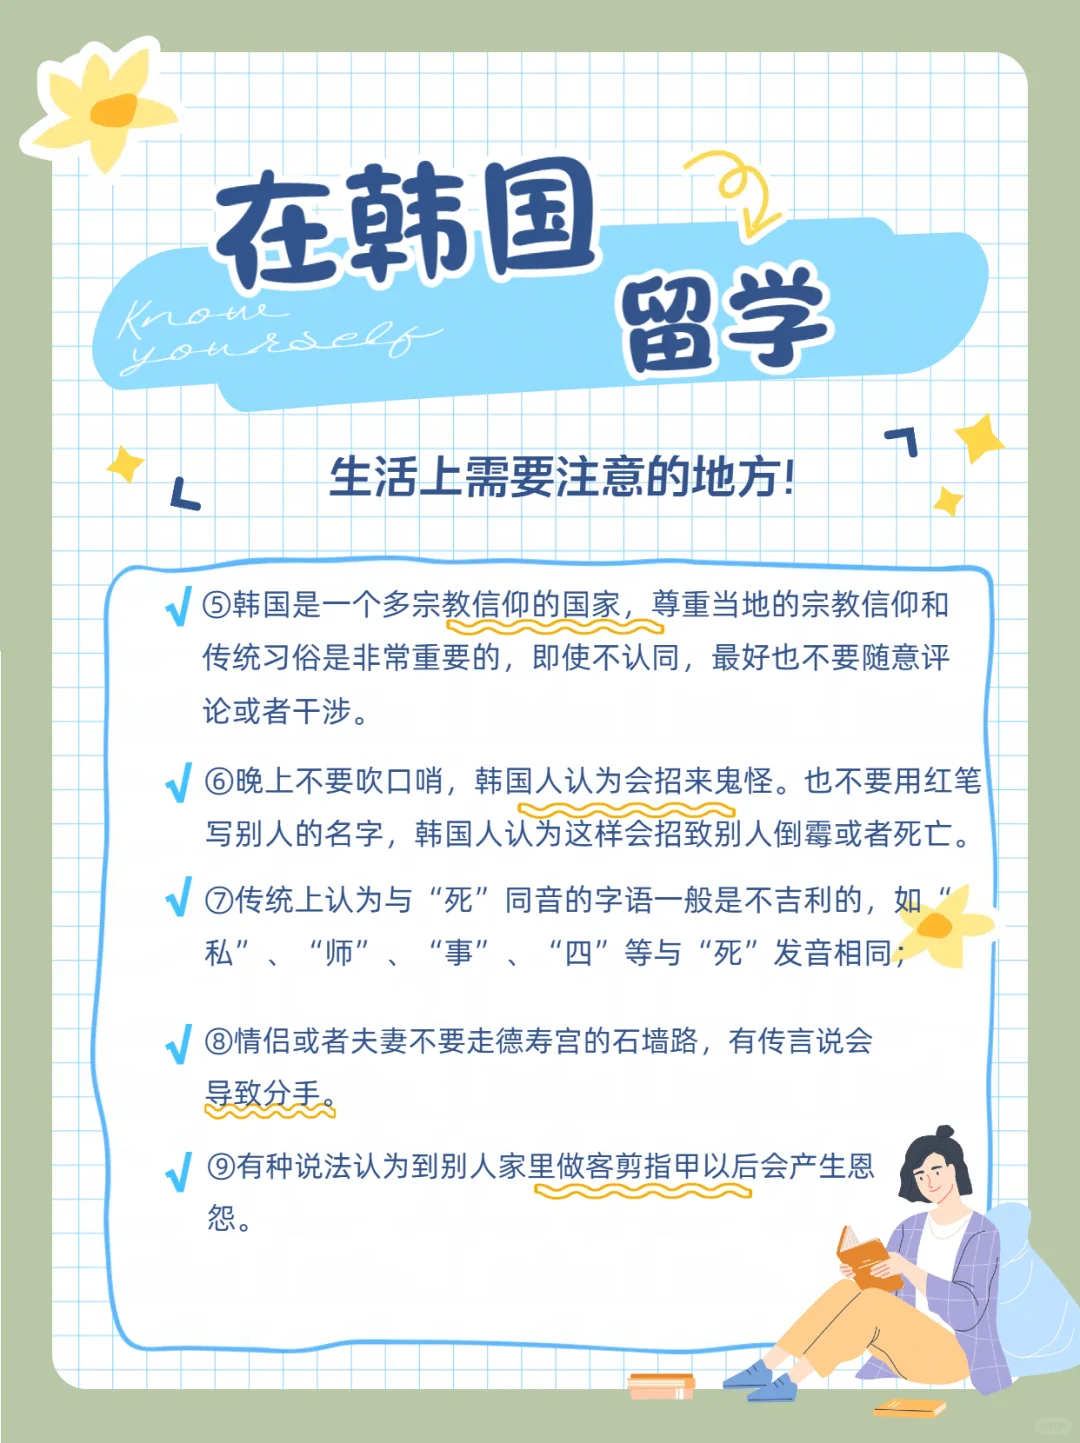 在韩国
留学
Know
yourself
生活上需要注意的地方!
√ ⑤韩国是一个多宗教信仰的国家，尊重当地的宗教信仰和
传统习俗是非常重要的，即使不认同，最好也不要随意评
论或者干涉。
√ ⑥晚上不要吹口哨，韩国人认为会招来鬼怪。也不要用红笔
写别人的名字，韩国人认为这样会招致别人倒霉或者死亡。
√ ⑦传统上认为与“死”同音的字语一般是不吉利的，如“
私”、“师”、“事”、“四”等与“死”发音相同；
√ ⑧情侣或者夫妻不要走德寿宫的石墙路，有传言说会
导致分手。
√ ⑨有种说法认为到别人家里做客剪指甲以后会产生恩
怨。